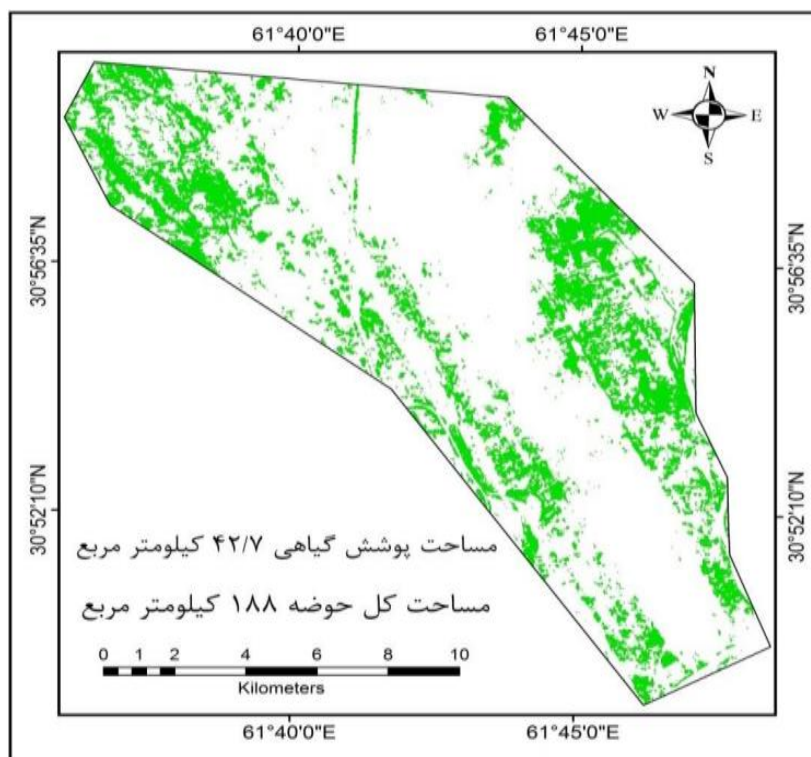 61°40'0"E 61°45'0"E
N
W E
S
30°56'35"N 30°56'35"N
30°52'10"N 30°52'10"N
مساحت پوشش گیاهی ۴۲/۷ کیلومتر مربع
مساحت کل حوضه ۱۸۸ کیلومتر مربع
0 1 2 4 6 8 10
Kilometers
61°40'0"E 61°45'0"E